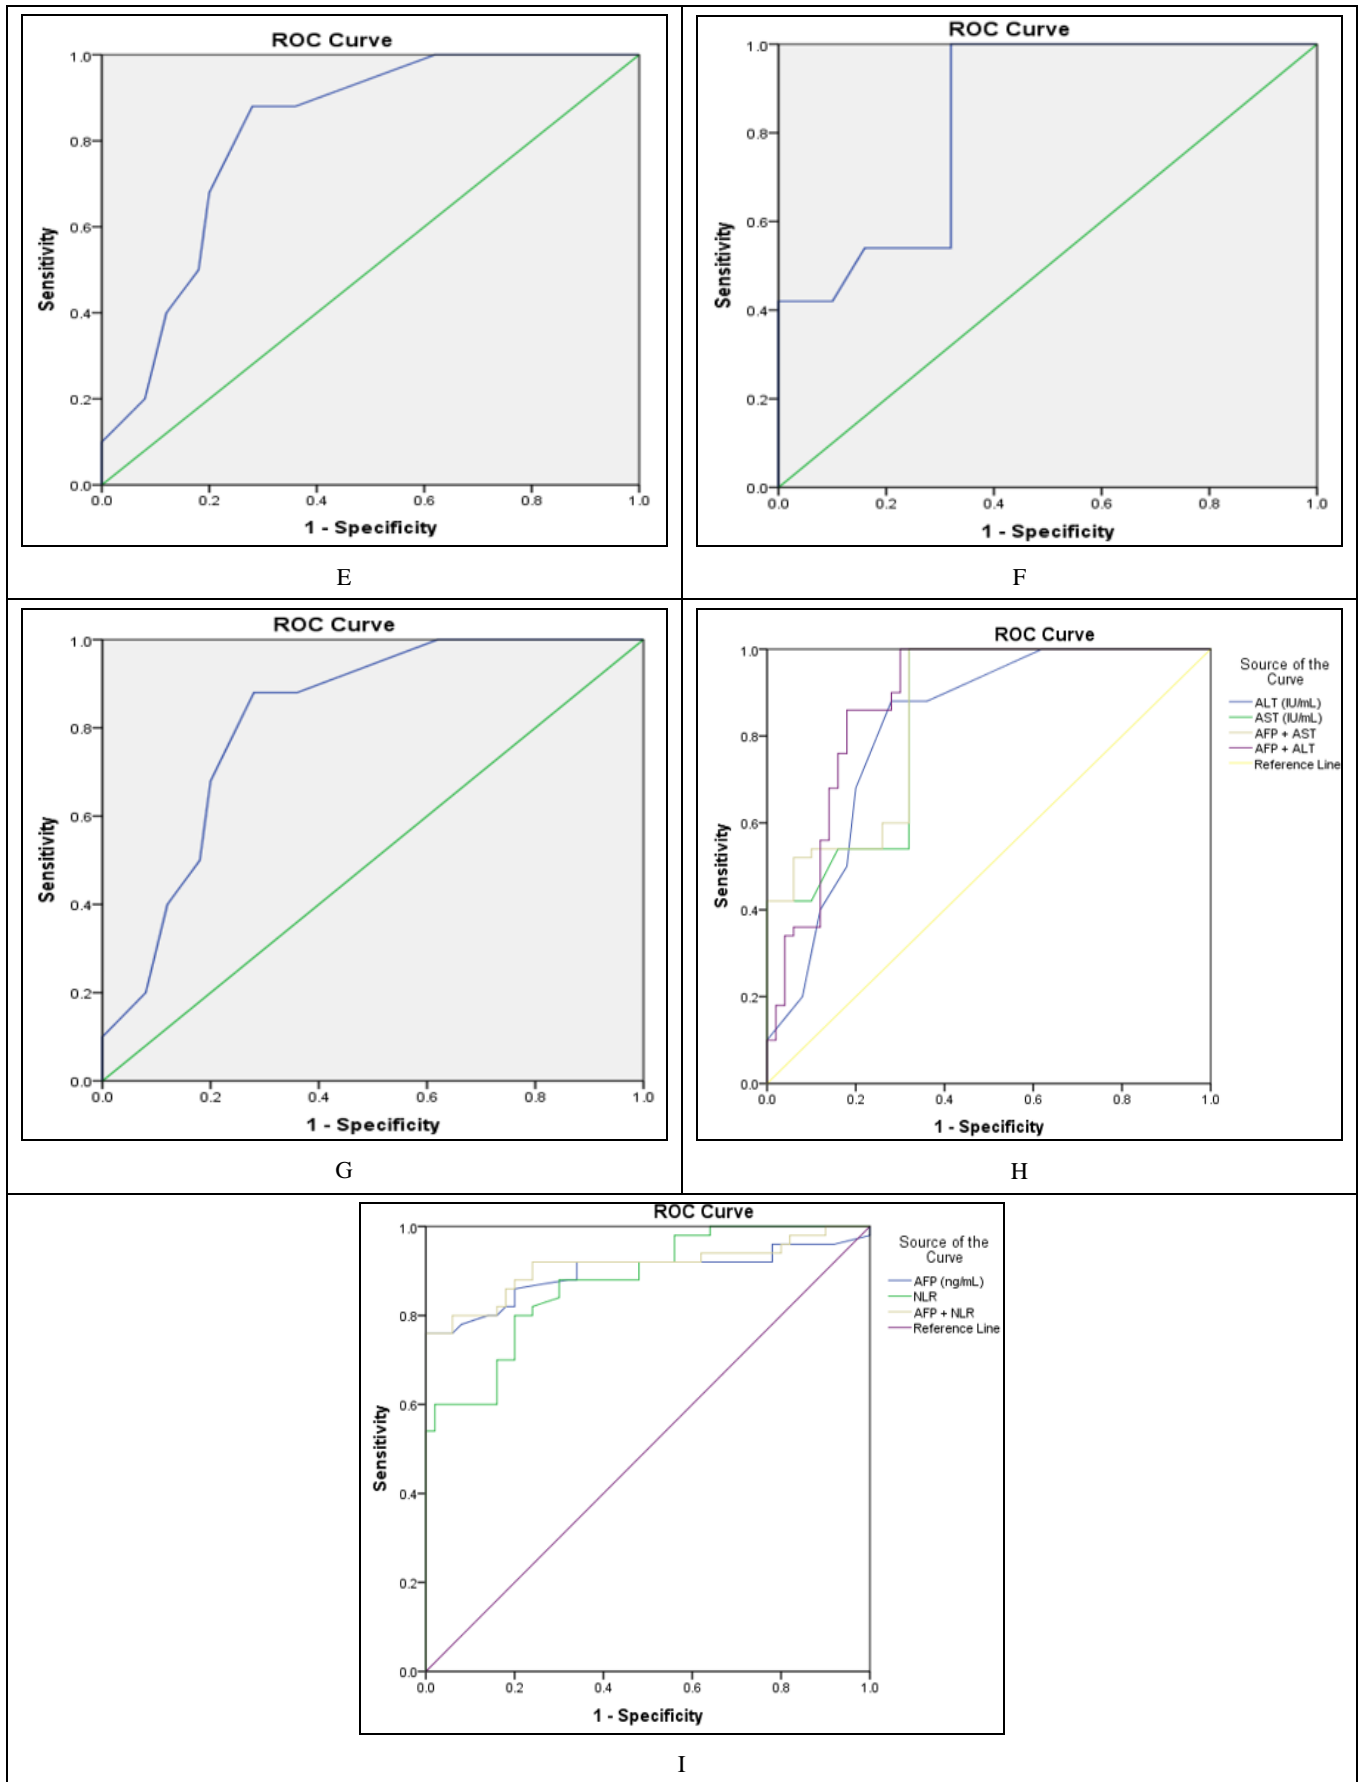 ROC Curve
1.0
0.8
0.6
0.4
0.2
0.0
Sensitivity
0.0 0.2 0.4 0.6 0.8 1.0
1 - Specificity
E
ROC Curve
1.0
0.8
0.6
0.4
0.2
0.0
Sensitivity
0.0 0.2 0.4 0.6 0.8 1.0
1 - Specificity
F
ROC Curve
1.0
0.8
0.6
0.4
0.2
0.0
Sensitivity
0.0 0.2 0.4 0.6 0.8 1.0
1 - Specificity
G
ROC Curve
1.0
0.8
0.6
0.4
0.2
0.0
Sensitivity
0.0 0.2 0.4 0.6 0.8 1.0
1 - Specificity
Source of the
Curve
ALT (IU/mL)
AST (IU/mL)
AFP + AST
AFP + ALT
Reference Line
H
ROC Curve
1.0
0.8
0.6
0.4
0.2
0.0
Sensitivity
0.0 0.2 0.4 0.6 0.8 1.0
1 - Specificity
Source of the
Curve
AFP (ng/mL)
NLR
AFP + NLR
Reference Line
I